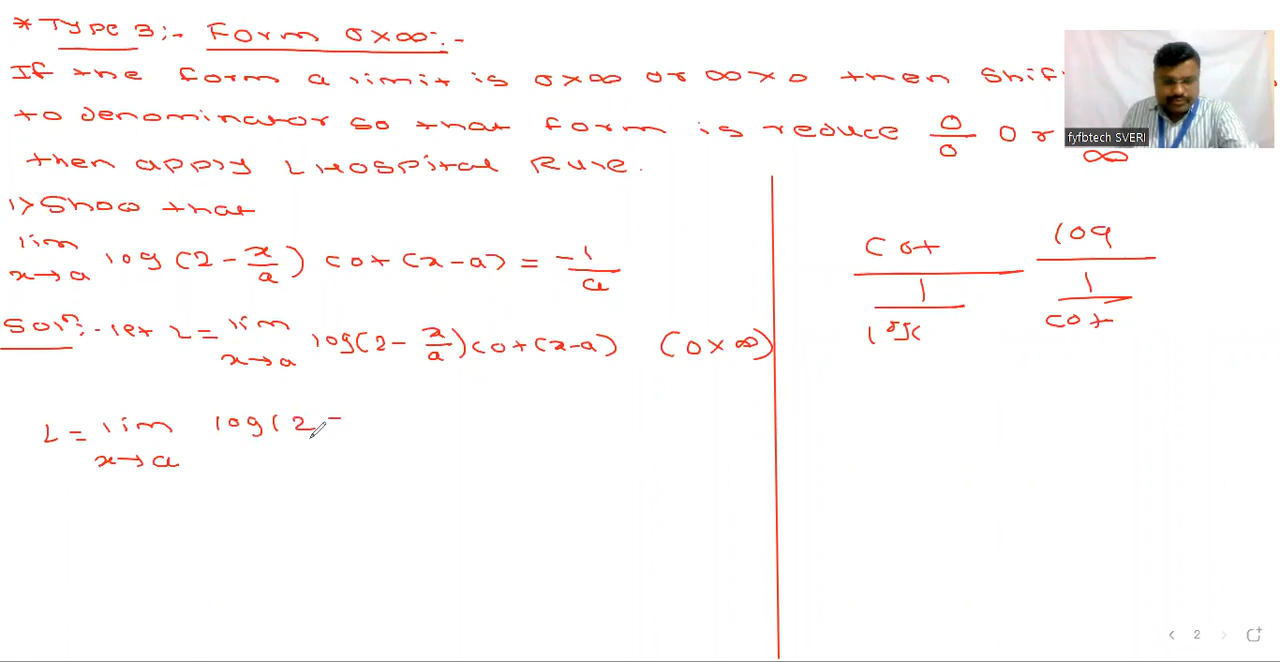 * TYPE 3:- Form 0×∞:-
If the form a limit is 0×∞ or ∞×0 then Shif
to Denominator so that form is reduce 0/0 or /∞
then apply L Hospital Rule.
1> Show that
lim x→a log(2 - x/a) cot(x-a) = -1/a
Solⁿ:- let L = lim x→a log(2 - x/a) cot(x-a) (0×∞)
L = lim x→a log(2 -
cot / 1/
log / 1/cot
fyfbtech SVERI
2